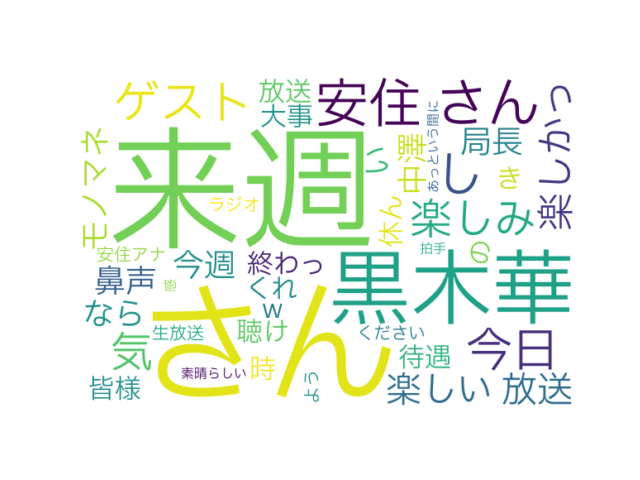 ゲスト
放送
大事
安住 さん
あっという間に
モノマネ
来週
い
中澤
局長
し
き
楽しかっ
ラジオ
休ん
楽しみ
の
拍手
安住アナ
鼻声
今週
終わっ
黒木華
くれ
w
なら
気
さん
生放送
聴け
ください
今日
待遇
時
素晴らしい
皆様
よう
楽しい 放送